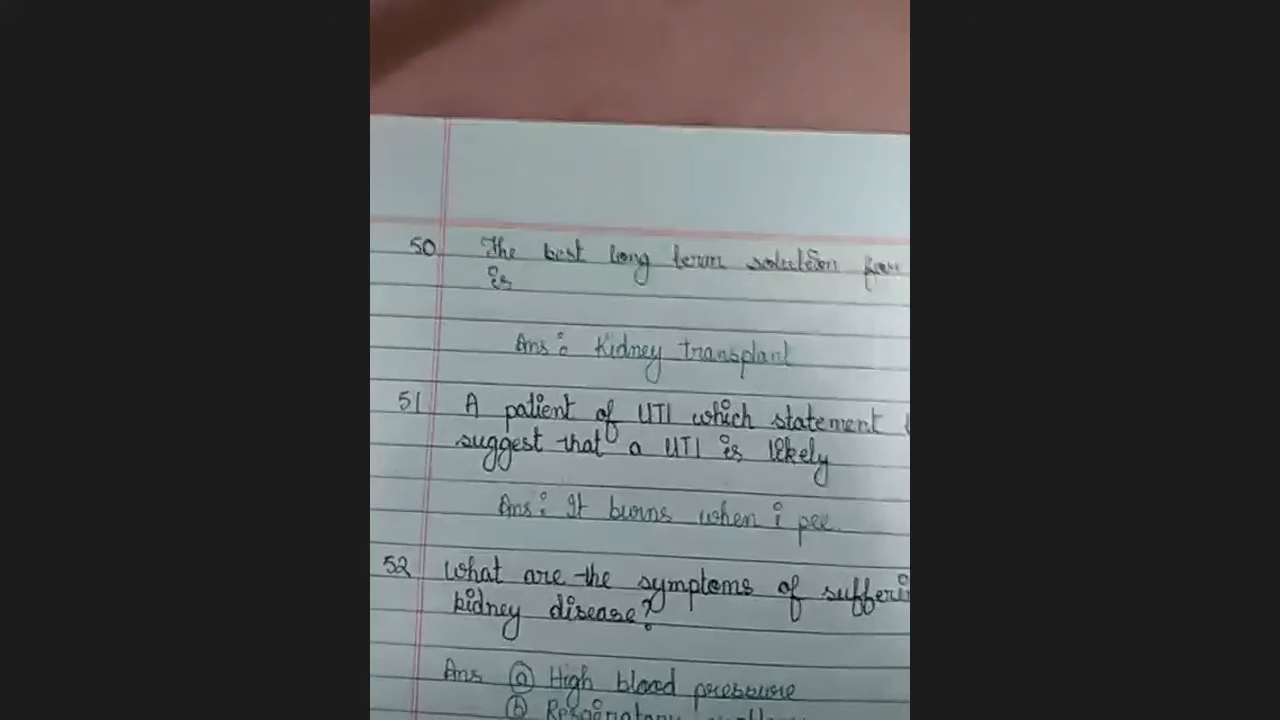 50 The best long term solution for
is
Ans: Kidney transplant
51 A patient of UTI which statement
suggest that a UTI is likely
Ans: It burns when i pee.
52 What are the symptoms of sufferi
kidney disease?
Ans (a) High blood pressure
(b) Respiratory